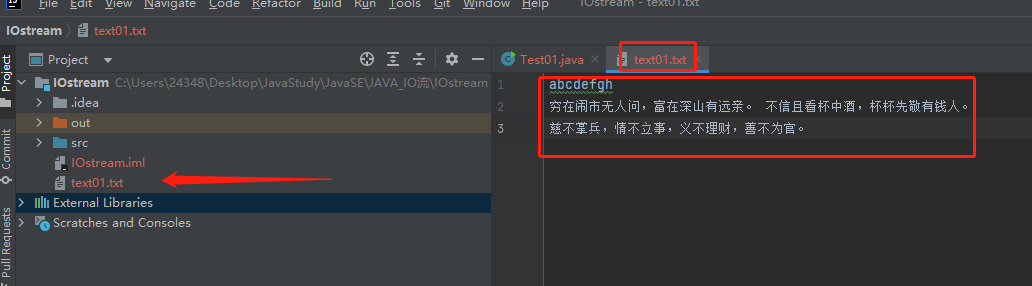 File Edit View Navigate Code Refactor Build Run Tools Git Window Help IOstream - text01.txt
IOstream text01.txt
Project
Project
Test01.java
text01.txt
IOstream C:\Users\24348\Desktop\JavaStudy\JavaSE\JAVA_IO流\IOstream
.idea
out
src
IOstream.iml
text01.txt
External Libraries
Scratches and Consoles
Commit
Pull Requests
1 abcdefgh
2 穷在闹市无人问，富在深山有远亲。 不信且看杯中酒，杯杯先敬有钱人。
3 慈不掌兵，情不立事，义不理财，善不为官。